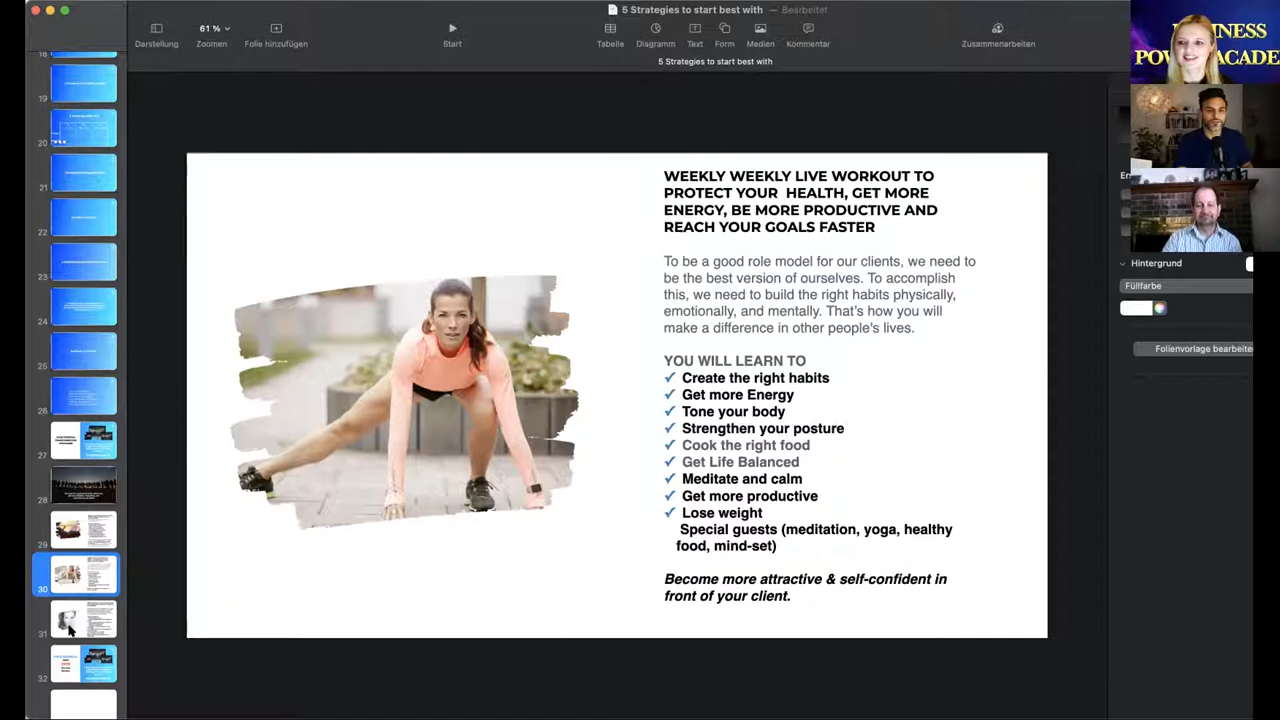 5 Strategies to start best with — Bearbeitet
61 %
Darstellung Zoomen Folie hinzufügen Start Tabelle Diagramm Text Form Medien Kommentar Zusammenarbeiten
5 Strategies to start best with
WEEKLY WEEKLY LIVE WORKOUT TO
PROTECT YOUR HEALTH, GET MORE
ENERGY, BE MORE PRODUCTIVE AND
REACH YOUR GOALS FASTER
To be a good role model for our clients, we need to
be the best version of ourselves. To accomplish
this, we need to build the right habits physically,
emotionally, and mentally. That's how you will
make a difference in other people's lives.
YOU WILL LEARN TO
✓ Create the right habits
✓ Get more Energy
✓ Tone your body
✓ Strengthen your posture
✓ Cook the right food
✓ Get Life Balanced
✓ Meditate and calm
✓ Get more productive
✓ Lose weight
Special guests (meditation, yoga, healthy
food, mind-set)
Become more attractive & self-confident in
front of your client.
19
20
21
22
23
24
25
26
27
28
29
30
31
32
INESS
POW ACADE
Hintergrund
Füllfarbe
Folienvorlage bearbeite